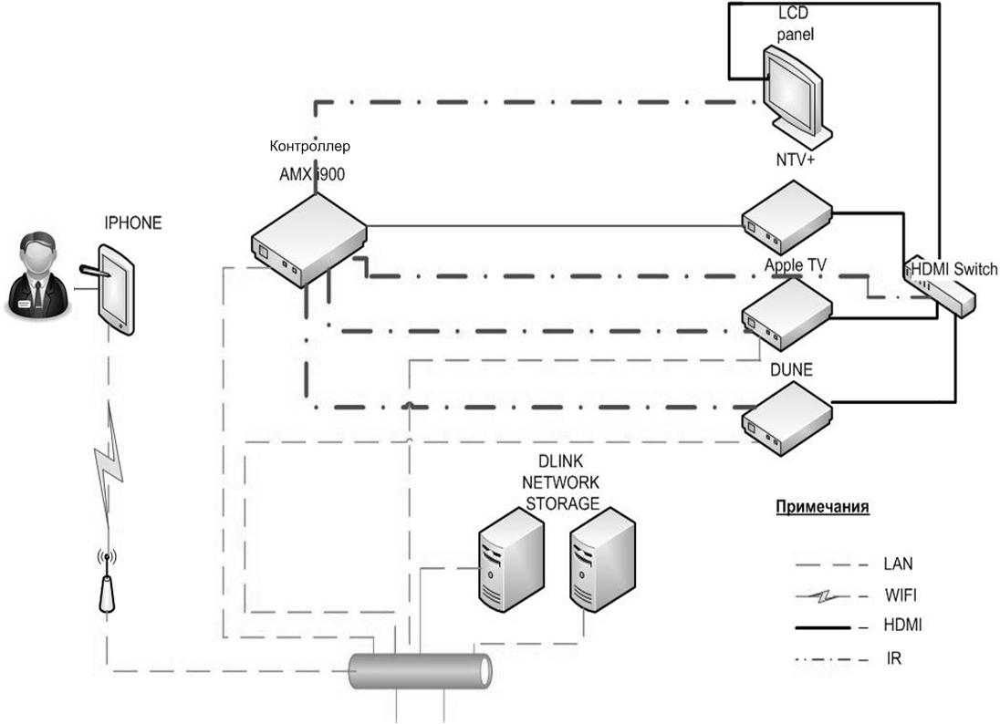 LCD
panel
Контроллер
AMX i900
NTV+
IPHONE
Apple TV
HDMI Switch
DUNE
DLINK
NETWORK
STORAGE
Примечания
LAN
WIFI
HDMI
IR